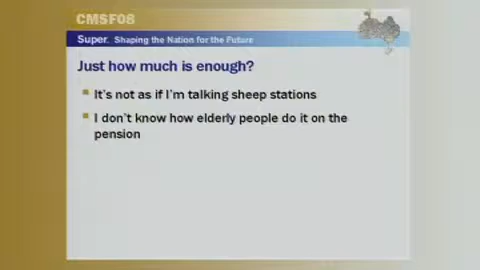 CMSF08
Super. Shaping the Nation for the Future
Just how much is enough?
It's not as if I'm talking sheep stations
I don't know how elderly people do it on the
pension